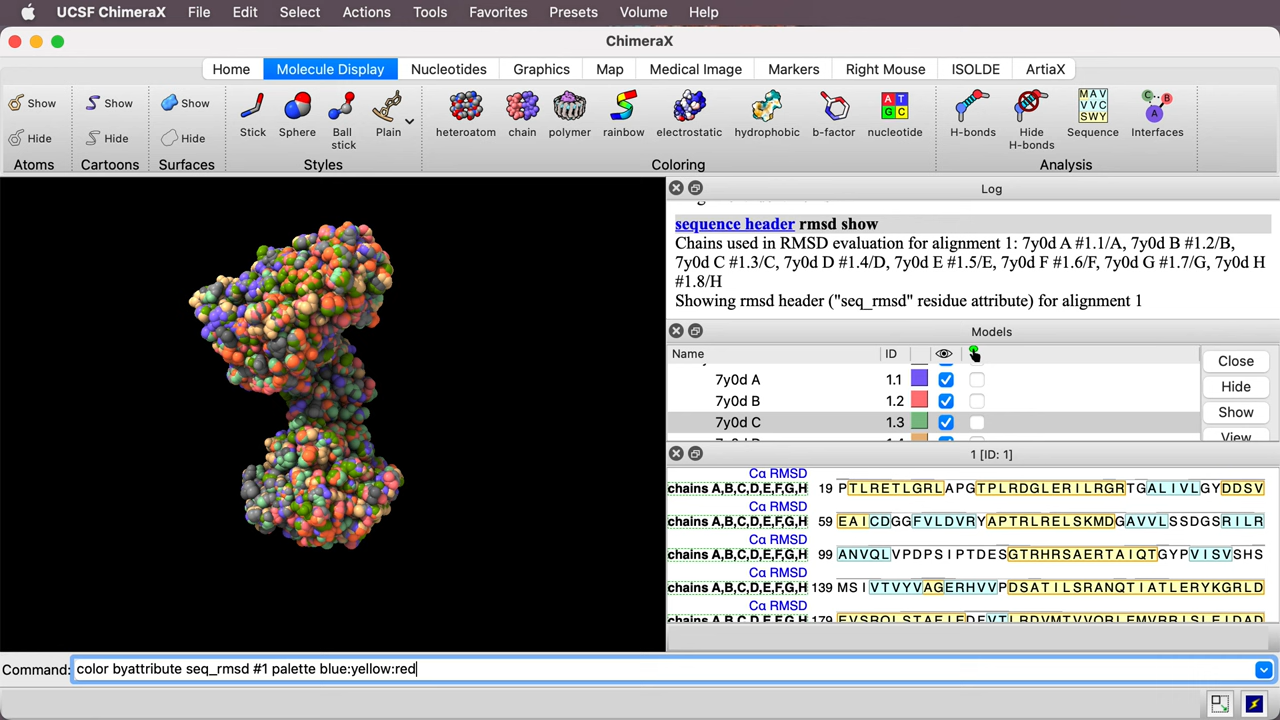 UCSF ChimeraX File Edit Select Actions Tools Favorites Presets Volume Help
ChimeraX
Home Molecule Display Nucleotides Graphics Map Medical Image Markers Right Mouse ISOLDE ArtiaX
Show Show Show
Hide Hide Hide
Stick Sphere Ball stick Plain heteroatom chain polymer rainbow electrostatic hydrophobic b-factor nucleotide H-bonds Hide H-bonds Sequence Interfaces
Atoms Cartoons Surfaces Styles Coloring Analysis
Log
sequence header rmsd show
Chains used in RMSD evaluation for alignment 1: 7y0d A #1.1/A, 7y0d B #1.2/B,
7y0d C #1.3/C, 7y0d D #1.4/D, 7y0d E #1.5/E, 7y0d F #1.6/F, 7y0d G #1.7/G, 7y0d H
#1.8/H
Showing rmsd header ("seq_rmsd" residue attribute) for alignment 1
Models
Name ID
7y0d A 1.1
7y0d B 1.2
7y0d C 1.3
Close
Hide
Show
View
1 [ID: 1]
Cα RMSD
chains A,B,C,D,E,F,G,H 19 PTLRETLGRLAPGTPLRDGLERILRGRTGALIVLGYDDSV
Cα RMSD
chains A,B,C,D,E,F,G,H 59 EAICDGGFVLDVRYAPTRLRELSKMDGAVVLSSDGSRILR
Cα RMSD
chains A,B,C,D,E,F,G,H 99 ANVQLVPDPSIPTDESGTRHRSAERTAIQTGYPVISVSHS
Cα RMSD
chains A,B,C,D,E,F,G,H 139 MSIVTVYVAGERHVVPDSATILSRANQTIATLERYKGRLD
Cα RMSD
chains A,B,C,D,E,F,G,H 179
Command: color byattribute seq_rmsd #1 palette blue:yellow:red